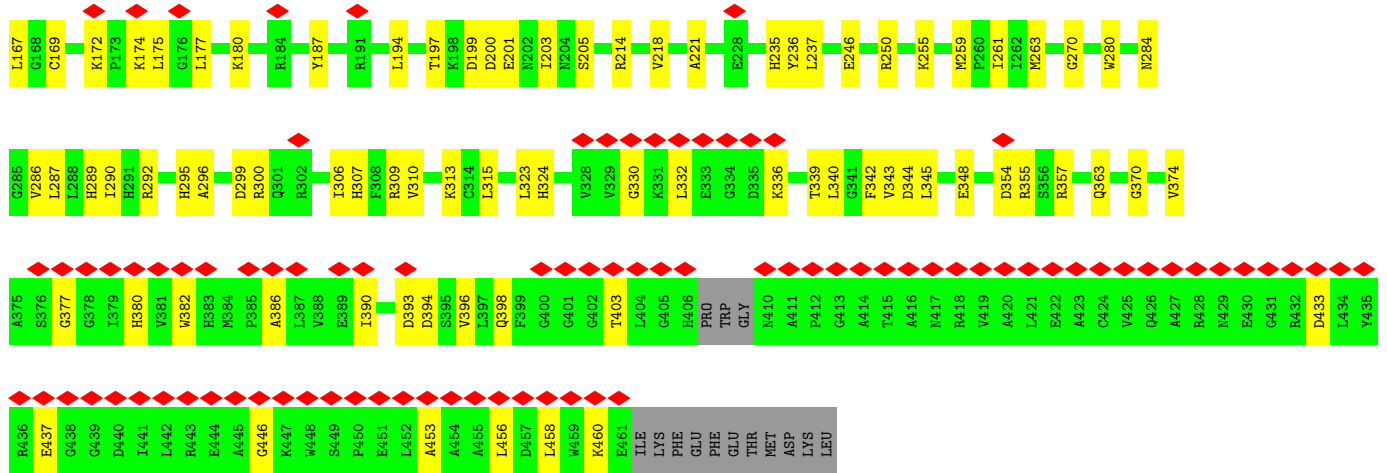 L167 G168 G169 K172 P173 K174 L175 G176 L177 K180 R184 Y187 R191 L194 T197 K198 D199 D200 E201 N202 I203 N204 S205 R214 V218 A221 E228 H235 Y236 L237 E246 R250 K255 M259 P260 I261 I262 M263 G270 W280 N284
G285 V286 L287 L288 H289 I290 H291 R292 H295 A296 D299 R300 Q301 R302 I306 H307 F308 R309 V310 K313 C314 L315 L323 H324 V328 V329 G330 K331 L332 E333 G334 D335 K336 T339 L340 G341 F342 V343 D344 L345 E348 D354 R355 S356 R357 Q363 G370 V374
A375 S376 G377 G378 I379 H380 V381 W382 H383 M384 P385 A386 L387 V388 E389 I390 D393 D394 S395 V396 L397 Q398 F399 G400 G401 G402 T403 L404 G405 H406 PRO TRP GLY N410 A411 P412 G413 A414 T415 A416 N417 R418 V419 A420 L421 E422 A423 C424 V425 Q426 A427 R428 N429 E430 G431 R432 D433 L434 Y435
R436 E437 G438 G439 D440 I441 L442 R443 E444 A445 G446 K447 W448 S449 P450 E451 L452 A453 A454 A455 L456 D457 L458 W459 K460 E461 ILE LYS PHE GLU PHE GLU THR MET ASP LYS LEU